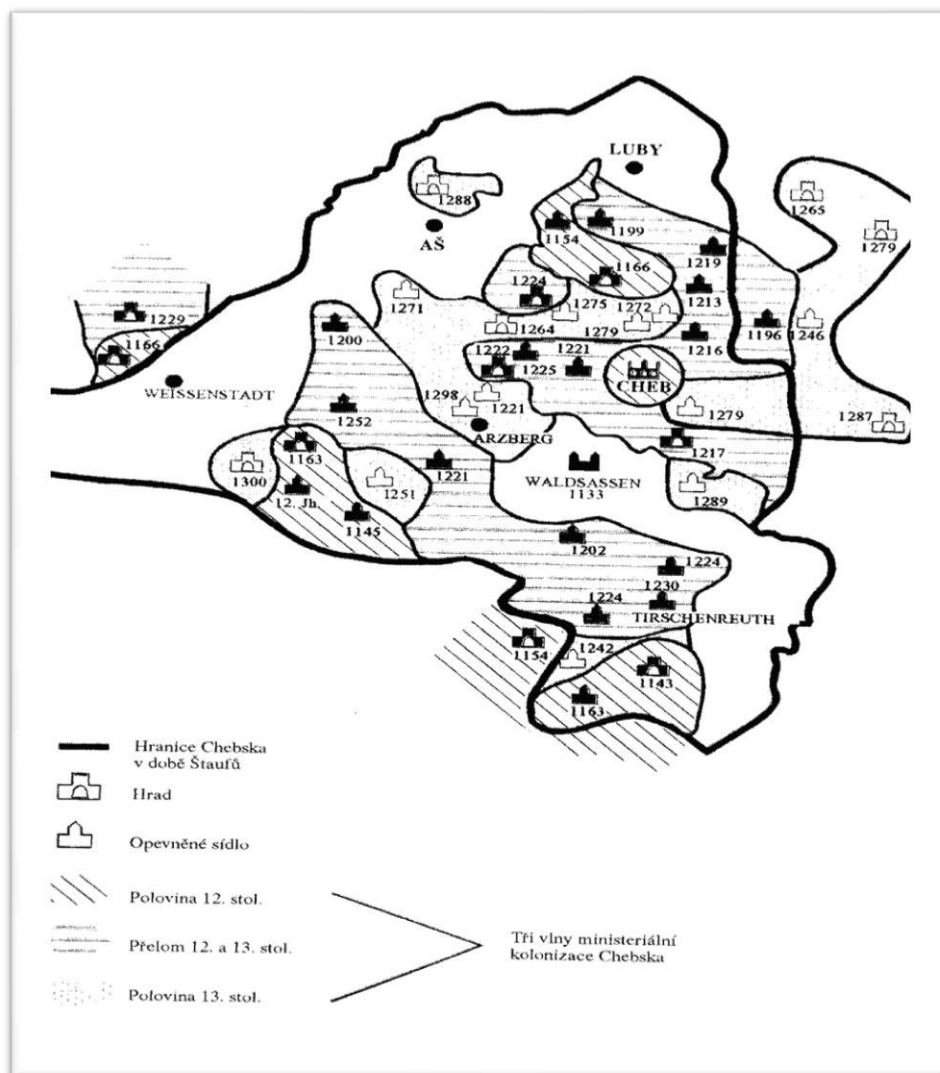 LUBY
1265
1288
1279
AŠ
1154
1199
1219
1166
1224
1213
1271
1275
1272
1229
1264
1279
1196
1246
1200
1216
1166
1222
1221
1225
CHEB
WEISSENSTADT
1298
1221
1279
1287
1252
ARZBERG
1217
1163
1221
WALDSASSEN
1133
1300
1251
1289
12. Jh.
1145
1202
1224
1230
1224
TIRSCHENREUTH
1242
1154
1143
1163
Hranice Chebska
v době Štaufů
Hrad
Opevněné sídlo
Polovina 12. stol.
Přelom 12. a 13. stol.
Tři vlny ministeriální
kolonizace Chebska
Polovina 13. stol.